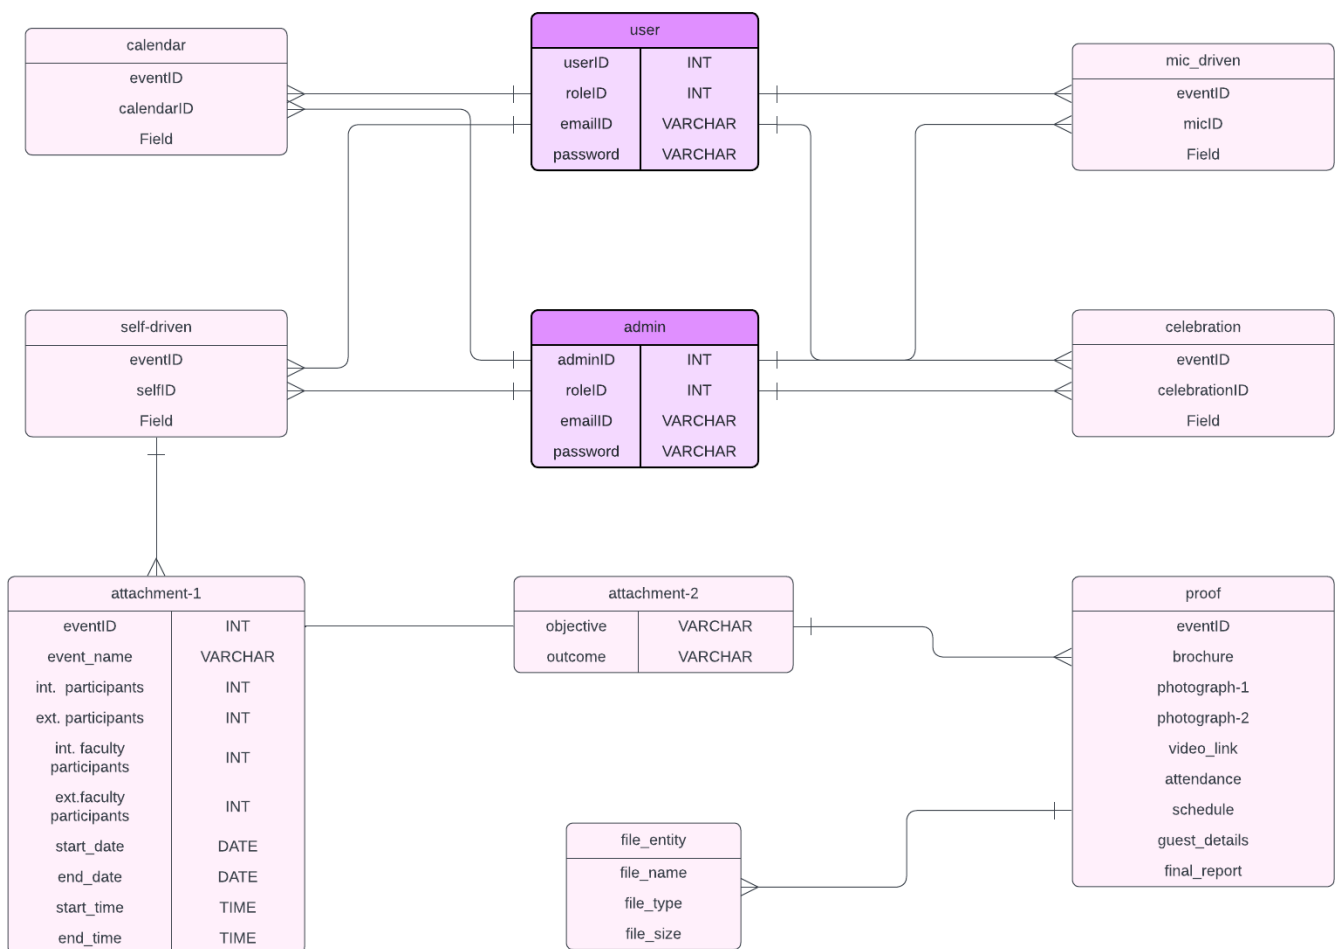 calendar
eventID
calendarID
Field
user
userID INT
roleID INT
emailID VARCHAR
password VARCHAR
mic_driven
eventID
micID
Field
self-driven
eventID
selfID
Field
admin
adminID INT
roleID INT
emailID VARCHAR
password VARCHAR
celebration
eventID
celebrationID
Field
attachment-1
eventID INT
event_name VARCHAR
int. participants INT
ext. participants INT
int. faculty
participants INT
ext.faculty
participants INT
start_date DATE
end_date DATE
start_time TIME
end_time TIME
attachment-2
objective VARCHAR
outcome VARCHAR
proof
eventID
brochure
photograph-1
photograph-2
video_link
attendance
schedule
guest_details
final_report
file_entity
file_name
file_type
file_size